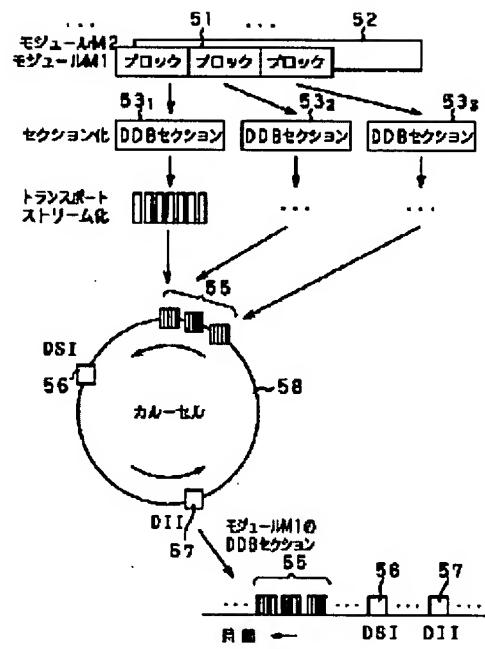 ... 51 ... 52
モジュールM2
モジュールM1 ブロック ブロック ブロック
53₁ 53₂ 53₃
セクション化 DDBセクション DDBセクション DDBセクション
トランスポート
ストリーム化
... ...
55
DSI
56
58
カルーセル
DII
57
モジュールM1の
DDBセクション
55 56 57
... ... ... ...
時間 ← DSI DII